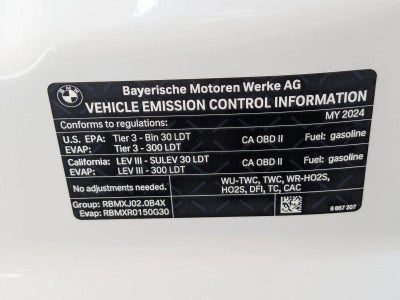 BMW
Bayerische Motoren Werke AG
VEHICLE EMISSION CONTROL INFORMATION
Conforms to regulations: MY 2024
U.S. EPA: Tier 3 - Bin 30 LDT CA OBD II Fuel: gasoline
EVAP: Tier 3 - 300 LDT
California: LEV III - SULEV 30 LDT CA OBD II Fuel: gasoline
EVAP: LEV III - 300 LDT
No adjustments needed. WU-TWC, TWC, WR-HO2S,
HO2S, DFI, TC, CAC
Group: RBMXJ02.0B4X
Evap: RBMXR0150G30
8 867 207